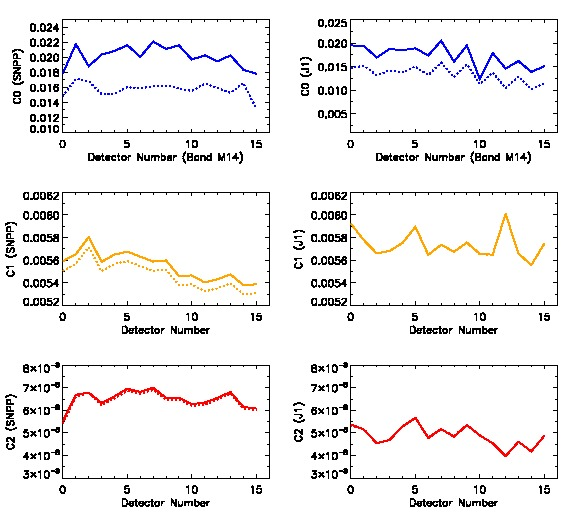 0.024
0.022
0.020
0.018
0.016
0.014
0.012
0.010
C0 (SNPP)
0 5 10 15
Detector Number (Band M14)
0.025
0.020
0.015
0.010
0.005
C0 (J1)
0 5 10 15
Detector Number (Band M14)
0.0062
0.0060
0.0058
0.0056
0.0054
0.0052
C1 (SNPP)
0 5 10 15
Detector Number
0.0062
0.0060
0.0058
0.0056
0.0054
0.0052
C1 (J1)
0 5 10 15
Detector Number
C2 (SNPP)
0 5 10 15
Detector Number
C2 (J1)
0 5 10 15
Detector Number